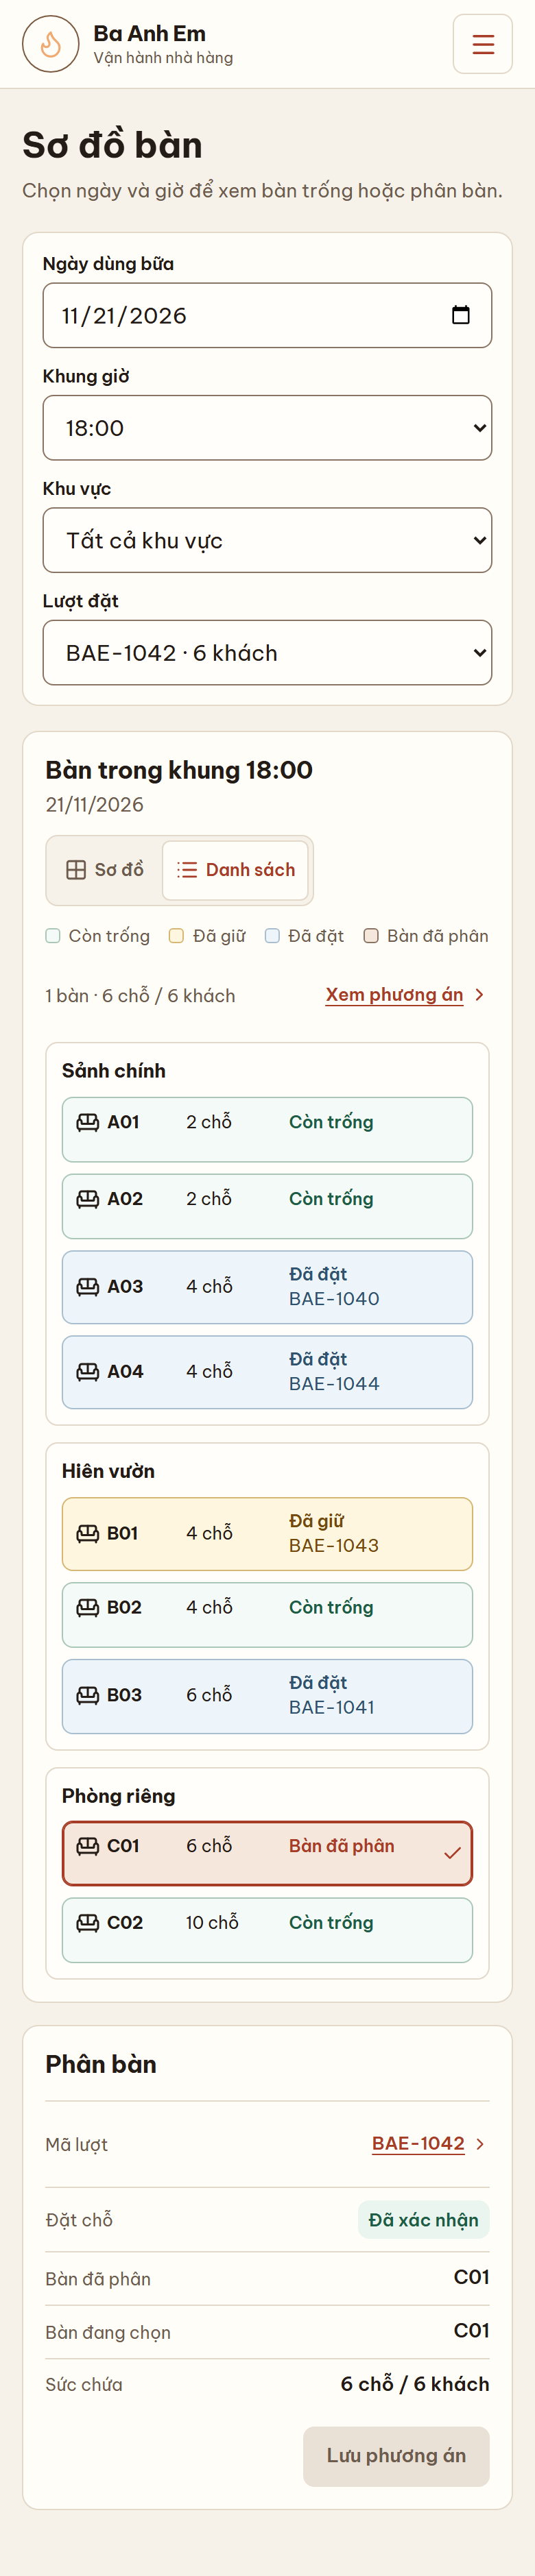 Ba Anh Em
Vận hành nhà hàng
Sơ đồ bàn
Chọn ngày và giờ để xem bàn trống hoặc phân bàn.
Ngày dùng bữa
11/21/2026
Khung giờ
18:00
Khu vực
Tất cả khu vực
Lượt đặt
BAE-1042 · 6 khách
Bàn trong khung 18:00
21/11/2026
Sơ đồ Danh sách
Còn trống Đã giữ Đã đặt Bàn đã phân
1 bàn · 6 chỗ / 6 khách Xem phương án
Sảnh chính
A01 2 chỗ Còn trống
A02 2 chỗ Còn trống
A03 4 chỗ Đã đặt
BAE-1040
A04 4 chỗ Đã đặt
BAE-1044
Hiên vườn
B01 4 chỗ Đã giữ
BAE-1043
B02 4 chỗ Còn trống
B03 6 chỗ Đã đặt
BAE-1041
Phòng riêng
C01 6 chỗ Bàn đã phân
C02 10 chỗ Còn trống
Phân bàn
Mã lượt BAE-1042
Đặt chỗ Đã xác nhận
Bàn đã phân C01
Bàn đang chọn C01
Sức chứa 6 chỗ / 6 khách
Lưu phương án